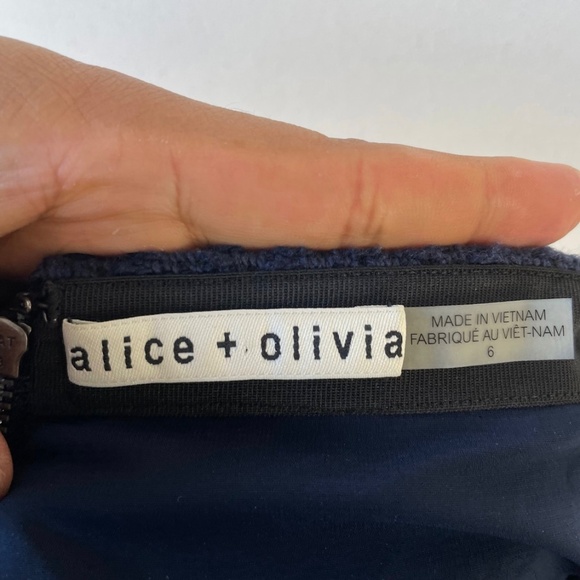 alice + olivia
MADE IN VIETNAM
FABRIQUÉ AU VIÊT-NAM
6